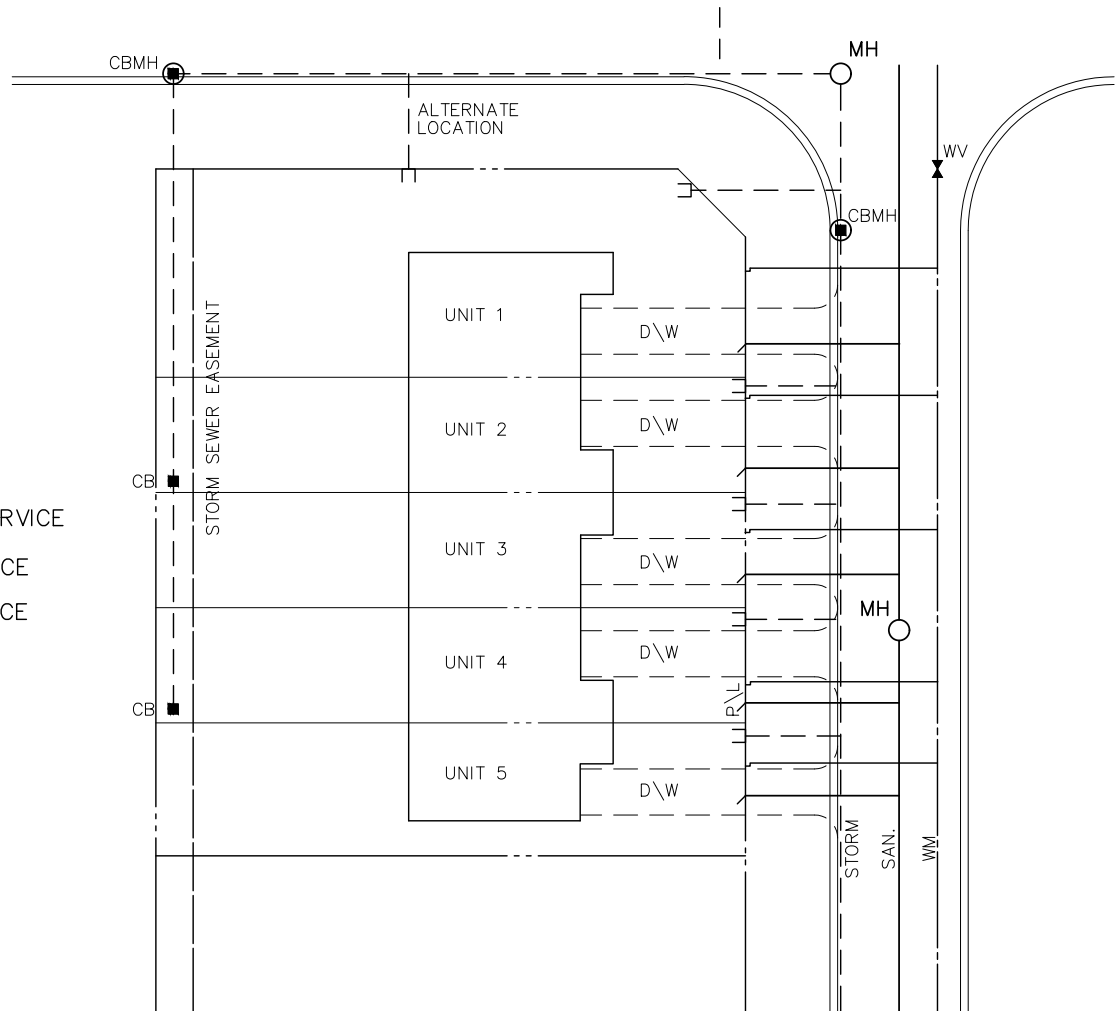 CBMH
MH
ALTERNATE
LOCATION
WV
CBMH
STORM SEWER EASEMENT
UNIT 1
D\W
UNIT 2
D\W
CB
RVICE
UNIT 3
D\W
CE
CE
MH
UNIT 4
D\W
P\L
CB
UNIT 5
D\W
STORM
SAN.
WM